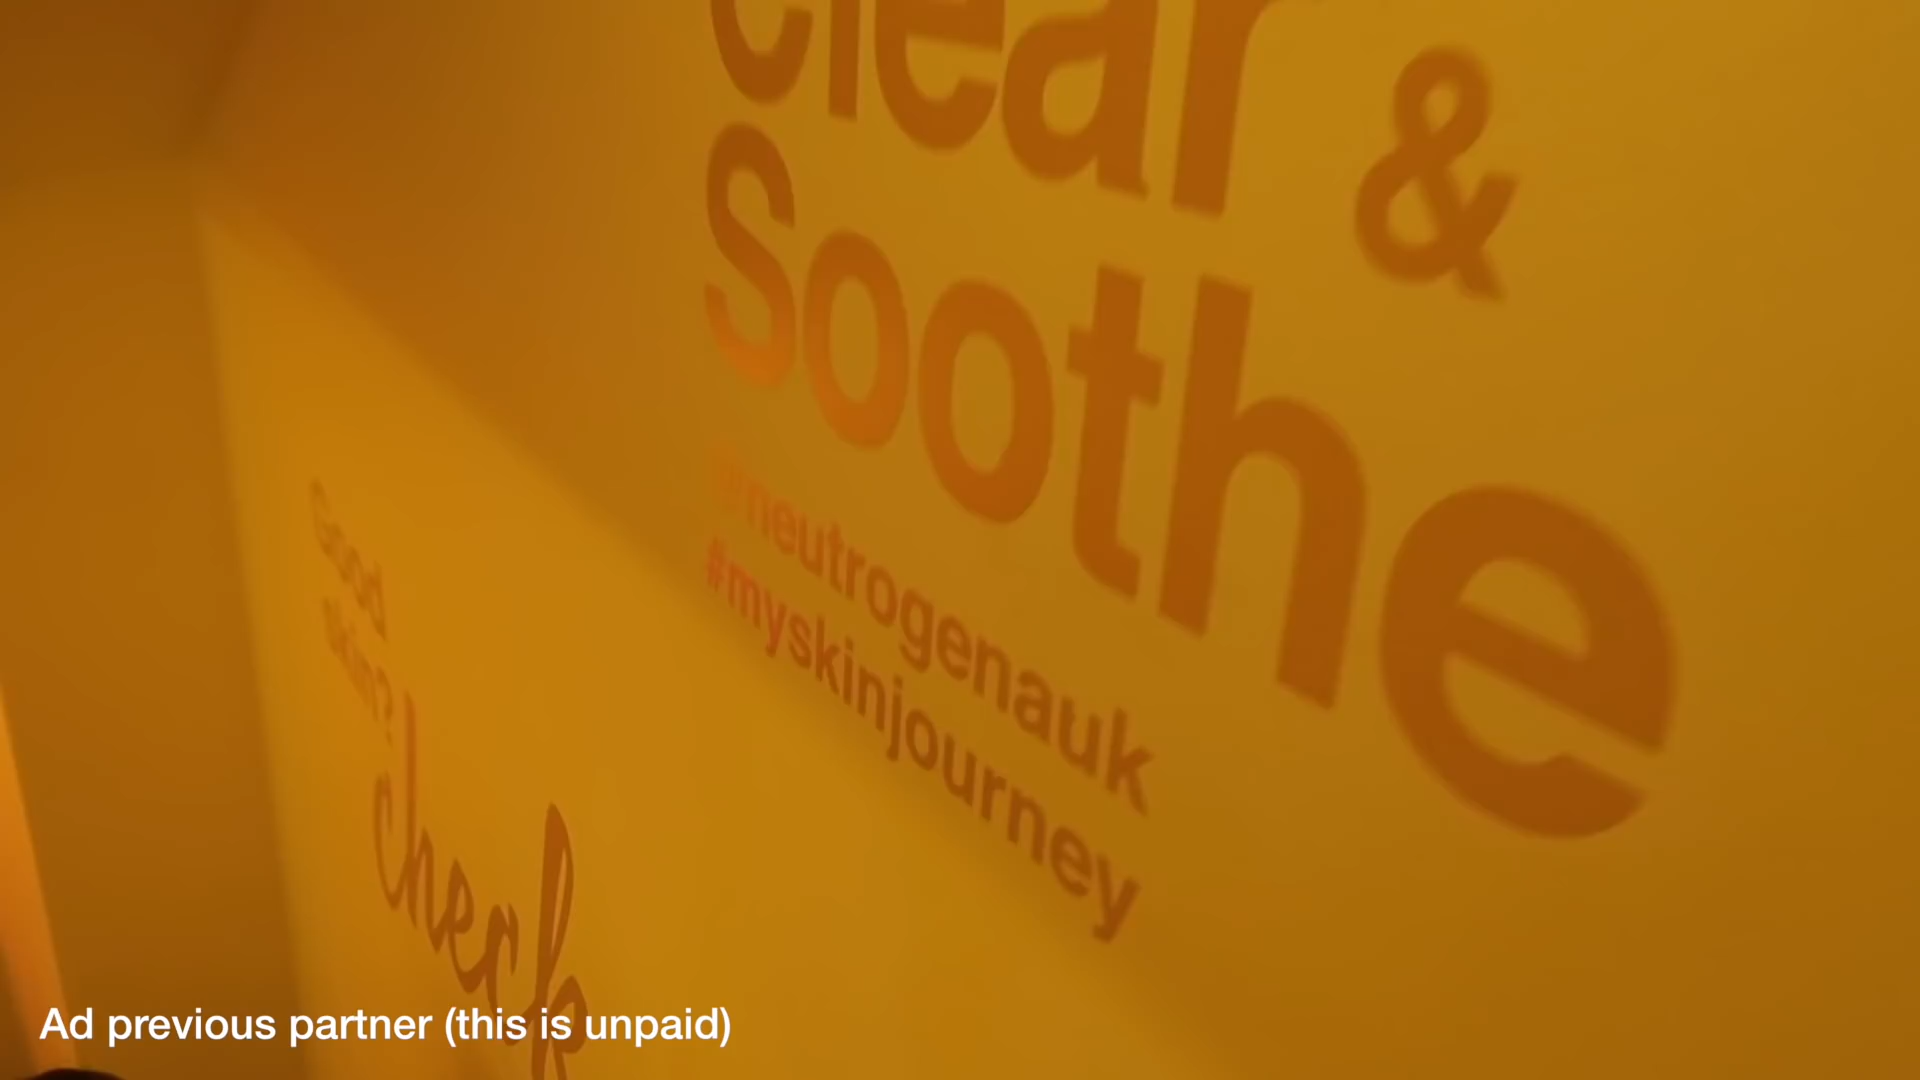 Clear &
Soothe
#neutrogenauk
#myskinjourney
Good
skin?
check
Ad previous partner (this is unpaid)